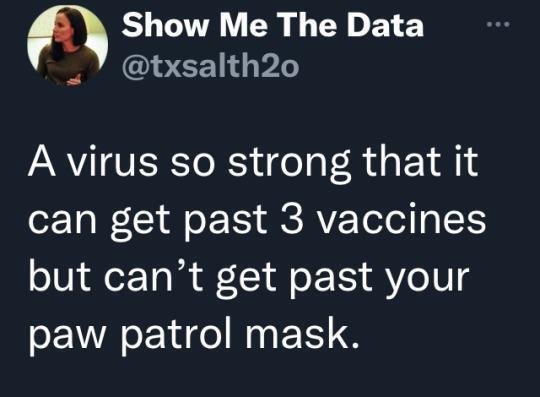 Show Me The Data
@txsalth2o
A virus so strong that it
can get past 3 vaccines
but can’t get past your
paw patrol mask.